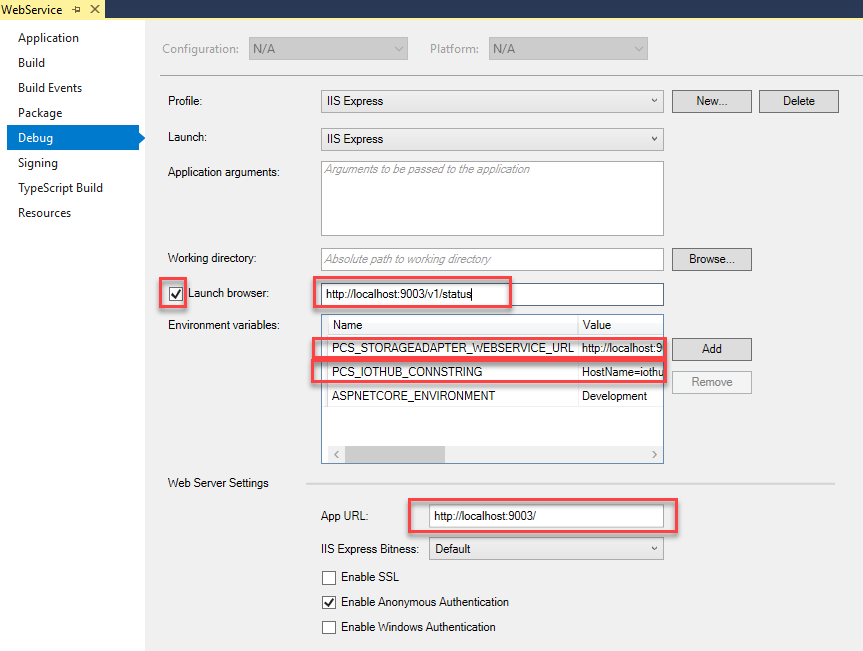 WebService
Application
Build
Build Events
Package
Debug
Signing
TypeScript Build
Resources
Configuration: N/A Platform: N/A
Profile: IIS Express New... Delete
Launch: IIS Express
Application arguments: Arguments to be passed to the application
Working directory: Absolute path to working directory Browse...
Launch browser: http://localhost:9003/v1/status
Environment variables: Name Value
PCS_STORAGEADAPTER_WEBSERVICE_URL http://localhost:9 Add
PCS_IOTHUB_CONNSTRING HostName=iothu Remove
ASPNETCORE_ENVIRONMENT Development
Web Server Settings
App URL: http://localhost:9003/
IIS Express Bitness: Default
Enable SSL
Enable Anonymous Authentication
Enable Windows Authentication